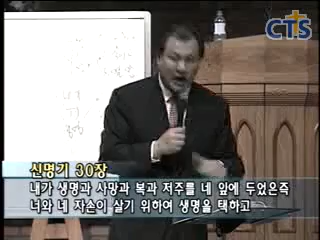 CTS
신명기 30장
내가 생명과 사망과 복과 저주를 네 앞에 두었은즉
너와 네 자손이 살기 위하여 생명을 택하고